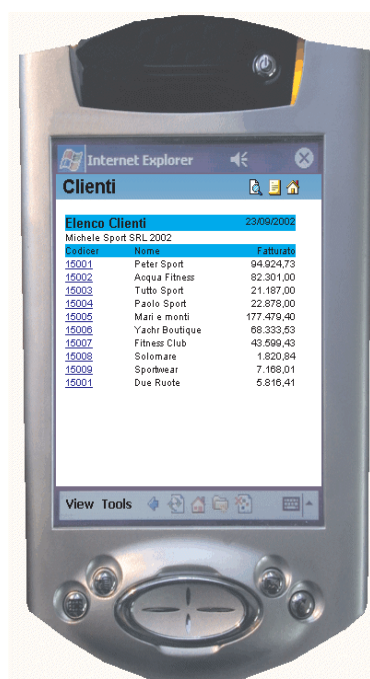 Internet Explorer
Clienti
Elenco Clienti 23/09/2002
Michele Sport SRL 2002
Codicer Nome Fatturato
15001 Peter Sport 94.924,73
15002 Acqua Fitness 82.301,00
15003 Tutto Sport 21.187,00
15004 Paolo Sport 22.878,00
15005 Mari e monti 177.479,40
15006 Yachr Boutique 68.333,53
15007 Fitness Club 43.599,43
15008 Solomare 1.820,84
15009 Sportwear 7.168,01
15001 Due Ruote 5.816,41
View Tools